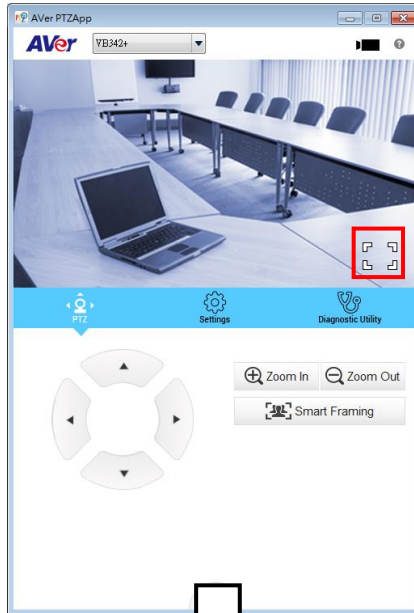 AVer PTZApp
AVer
VB342+
PTZ
Settings
Diagnostic Utility
Zoom In
Zoom Out
Smart Framing